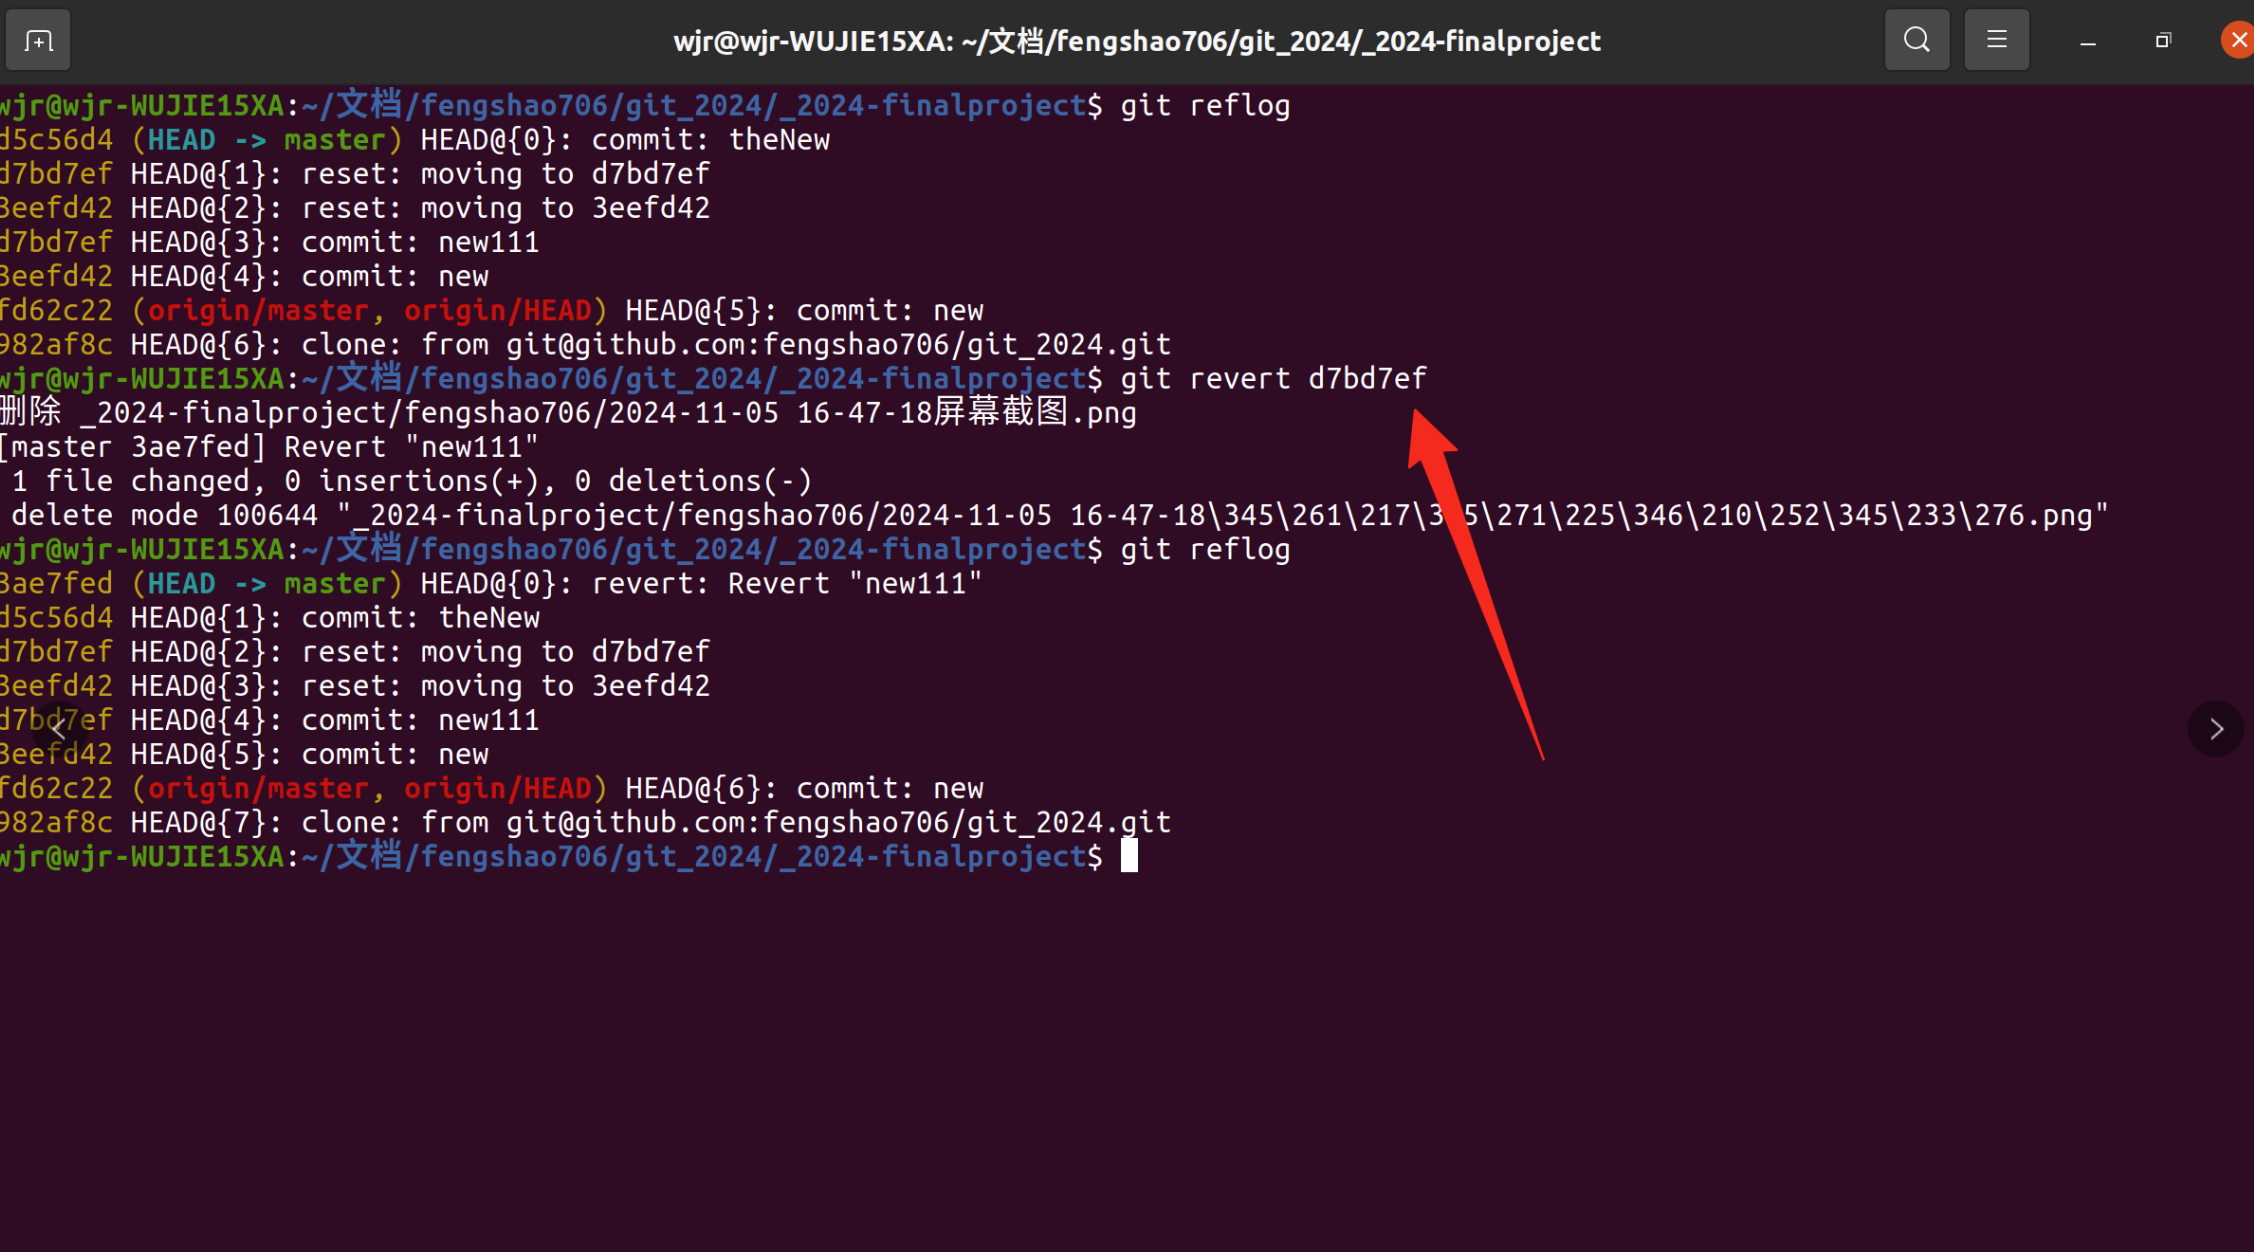 wjr@wjr-WUJIE15XA: ~/文档/fengshao706/git_2024/_2024-finalproject
wjr@wjr-WUJIE15XA:~/文档/fengshao706/git_2024/_2024-finalproject$ git reflog
d5c56d4 (HEAD -> master) HEAD@{0}: commit: theNew
d7bd7ef HEAD@{1}: reset: moving to d7bd7ef
3eefd42 HEAD@{2}: reset: moving to 3eefd42
d7bd7ef HEAD@{3}: commit: new111
3eefd42 HEAD@{4}: commit: new
fd62c22 (origin/master, origin/HEAD) HEAD@{5}: commit: new
982af8c HEAD@{6}: clone: from git@github.com:fengshao706/git_2024.git
wjr@wjr-WUJIE15XA:~/文档/fengshao706/git_2024/_2024-finalproject$ git revert d7bd7ef
删除 _2024-finalproject/fengshao706/2024-11-05 16-47-18屏幕截图.png
[master 3ae7fed] Revert "new111"
1 file changed, 0 insertions(+), 0 deletions(-)
delete mode 100644 "_2024-finalproject/fengshao706/2024-11-05 16-47-18\345\261\217\345\271\225\346\210\252\345\233\276.png"
wjr@wjr-WUJIE15XA:~/文档/fengshao706/git_2024/_2024-finalproject$ git reflog
3ae7fed (HEAD -> master) HEAD@{0}: revert: Revert "new111"
d5c56d4 HEAD@{1}: commit: theNew
d7bd7ef HEAD@{2}: reset: moving to d7bd7ef
3eefd42 HEAD@{3}: reset: moving to 3eefd42
d7bd7ef HEAD@{4}: commit: new111
3eefd42 HEAD@{5}: commit: new
fd62c22 (origin/master, origin/HEAD) HEAD@{6}: commit: new
982af8c HEAD@{7}: clone: from git@github.com:fengshao706/git_2024.git
wjr@wjr-WUJIE15XA:~/文档/fengshao706/git_2024/_2024-finalproject$